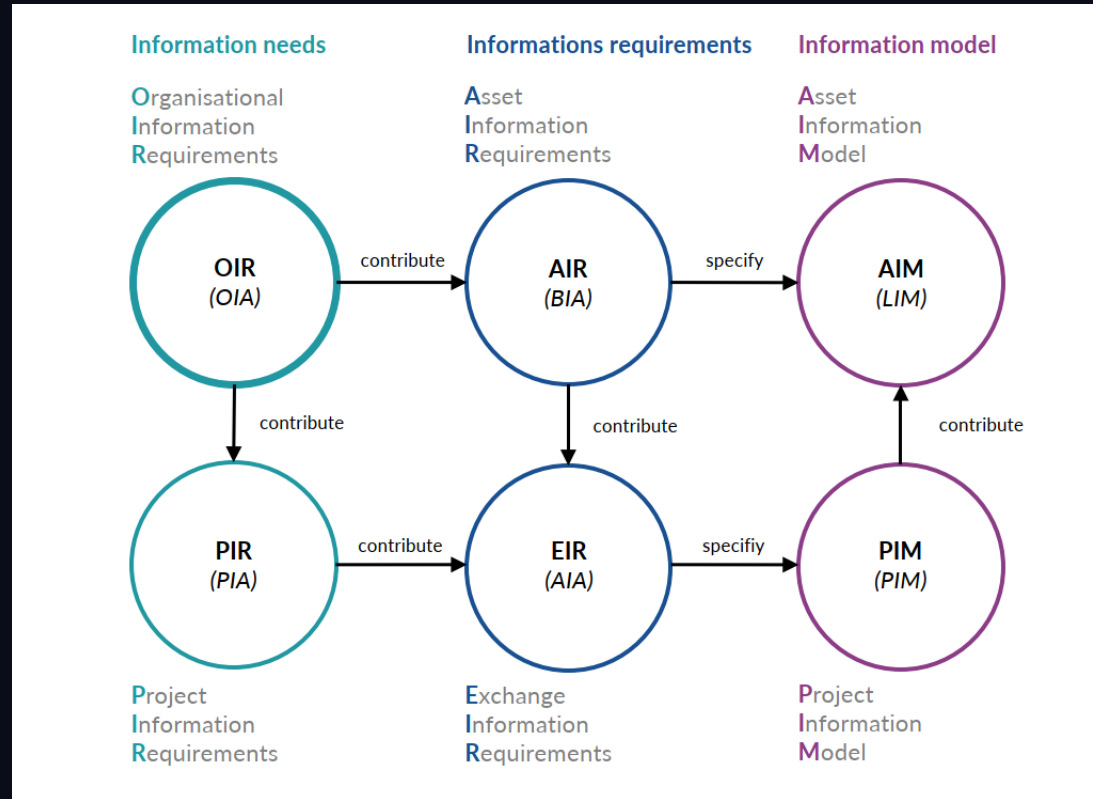 Information needs
Informations requirements
Information model
Organisational
Information
Requirements
Asset
Information
Requirements
Asset
Information
Model
OIR
(OIA)
contribute
AIR
(BIA)
specify
AIM
(LIM)
contribute
contribute
contribute
PIR
(PIA)
contribute
EIR
(AIA)
specifiy
PIM
(PIM)
Project
Information
Requirements
Exchange
Information
Requirements
Project
Information
Model